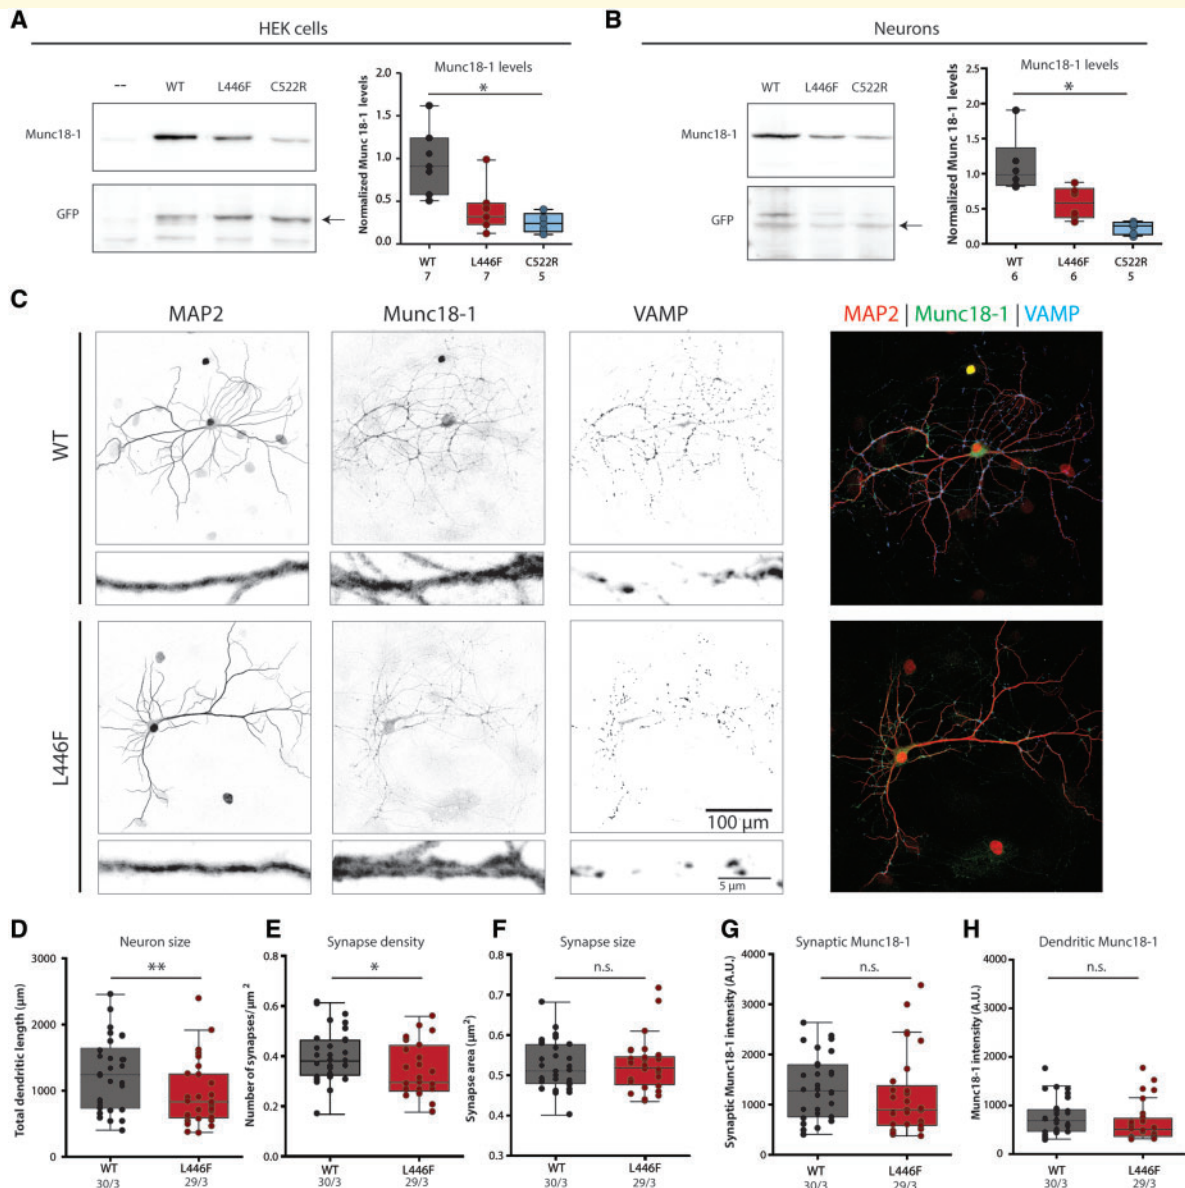 A
HEK cells
-- WT L446F C522R
Munc18-1
GFP
Munc18-1 levels
*
Normalized Munc 18-1 levels
2.0
1.5
1.0
0.5
0.0
WT L446F C522R
7 7 5
B
Neurons
WT L446F C522R
Munc18-1
GFP
Munc18-1 levels
*
Normalized Munc 18-1 levels
2.5
2.0
1.5
1.0
0.5
0.0
WT L446F C522R
6 6 5
C
MAP2 Munc18-1 VAMP MAP2 | Munc18-1 | VAMP
WT
L446F
100 μm
5 μm
D
Neuron size
**
Total dendritic length (μm)
3000
2000
1000
0
WT L446F
30/3 29/3
E
Synapse density
*
Number of synapses/μm²
0.8
0.6
0.4
0.2
0.0
WT L446F
30/3 29/3
F
Synapse size
n.s.
Synapse area (μm²)
0.8
0.7
0.6
0.5
0.4
0.3
WT L446F
30/3 29/3
G
Synaptic Munc18-1
n.s.
Synaptic Munc18-1 intensity (A.U.)
4000
3000
2000
1000
0
WT L446F
30/3 29/3
H
Dendritic Munc18-1
n.s.
Munc18-1 intensity (A.U.)
4000
3000
2000
1000
0
WT L446F
30/3 29/3